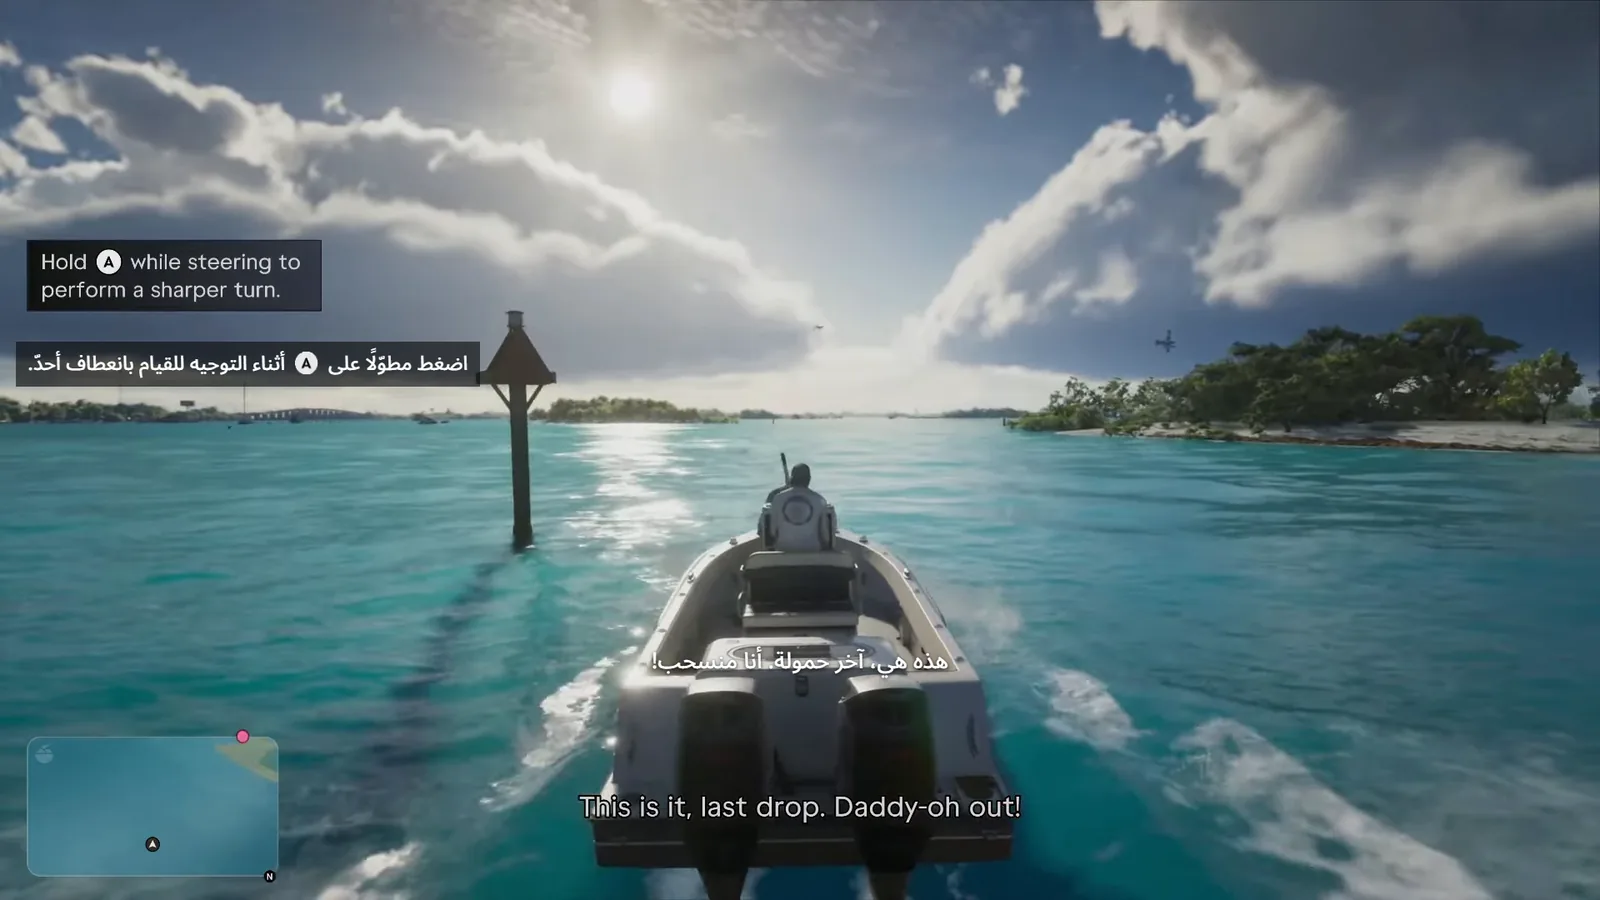 Hold A while steering to
perform a sharper turn.
اضغط مطوّلًا على A أثناء التوجيه للقيام بانعطاف أحدّ.
هذه هي، آخر حمولة. أنا منسحب!
This is it, last drop. Daddy-oh out!
N